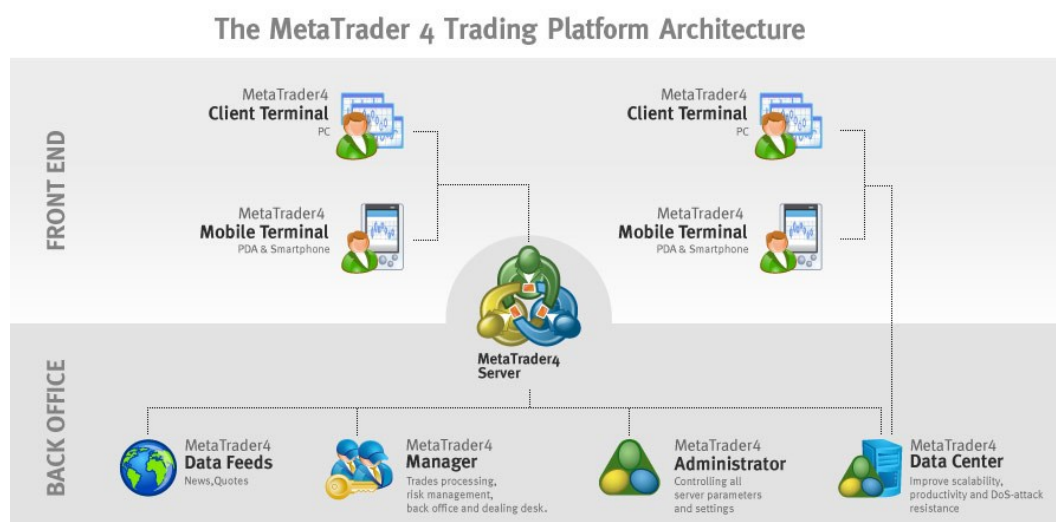 The MetaTrader 4 Trading Platform Architecture
FRONT END
MetaTrader4
Client Terminal
PC
MetaTrader4
Mobile Terminal
PDA & Smartphone
MetaTrader4
Client Terminal
PC
MetaTrader4
Mobile Terminal
PDA & Smartphone
MetaTrader4
Server
BACK OFFICE
MetaTrader4
Data Feeds
News,Quotes
MetaTrader4
Manager
Trades processing,
risk management,
back office and dealing desk.
MetaTrader4
Administrator
Controlling all
server parameters
and settings
MetaTrader4
Data Center
Improve scalability,
productivity and DoS-attack
resistance